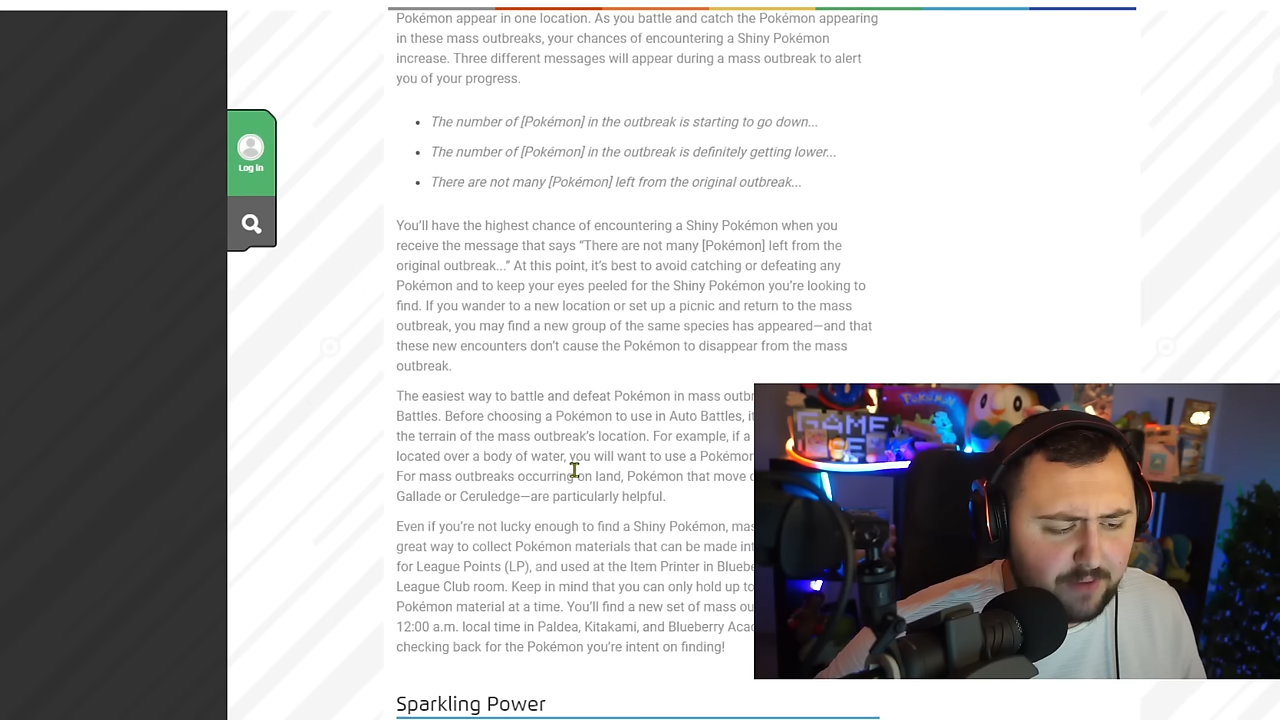 Pokémon appear in one location. As you battle and catch the Pokémon appearing
in these mass outbreaks, your chances of encountering a Shiny Pokémon
increase. Three different messages will appear during a mass outbreak to alert
you of your progress.
The number of [Pokémon] in the outbreak is starting to go down...
The number of [Pokémon] in the outbreak is definitely getting lower...
There are not many [Pokémon] left from the original outbreak...
Log in
You’ll have the highest chance of encountering a Shiny Pokémon when you
receive the message that says “There are not many [Pokémon] left from the
original outbreak...” At this point, it’s best to avoid catching or defeating any
Pokémon and to keep your eyes peeled for the Shiny Pokémon you’re looking to
find. If you wander to a new location or set up a picnic and return to the mass
outbreak, you may find a new group of the same species has appeared—and that
these new encounters don’t cause the Pokémon to disappear from the mass
outbreak.
The easiest way to battle and defeat Pokémon in mass
Battles. Before choosing a Pokémon to use in Auto Battles,
the terrain of the mass outbreak’s location. For example, if a
located over a body of water, you will want to use a Pokémon
For mass outbreaks occurring on land, Pokémon that move
Gallade or Ceruledge—are particularly helpful.
Even if you’re not lucky enough to find a Shiny Pokémon,
great way to collect Pokémon materials that can be made
for League Points (LP), and used at the Item Printer in
League Club room. Keep in mind that you can only hold up to
Pokémon material at a time. You’ll find a new set of mass
12:00 a.m. local time in Paldea, Kitakami, and Blueberry
checking back for the Pokémon you’re intent on finding!
Sparkling Power
GAME